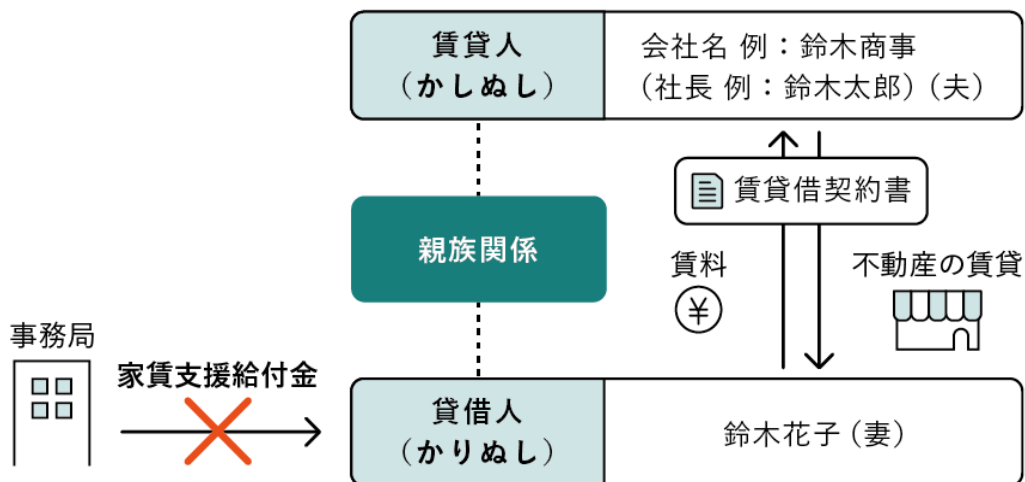 賃貸人
（かしぬし）
会社名 例：鈴木商事
（社長 例：鈴木太郎）（夫）
賃貸借契約書
親族関係
賃料
¥
不動産の賃貸
事務局
家賃支援給付金
貸借人
（かりぬし）
鈴木花子（妻）